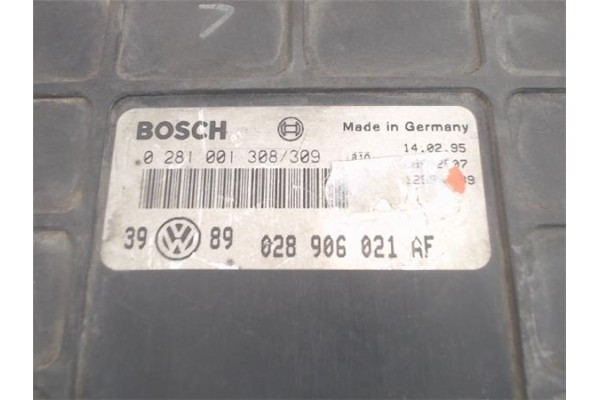 BOSCH Made in Germany
0 281 001 308/309 14.02.95
39 89 028 906 021 AF